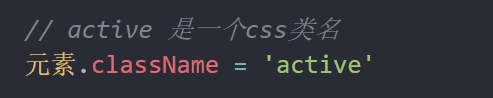 // active 是一个css类名
元素.className = 'active'